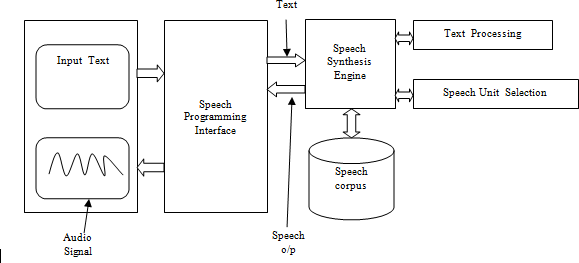 Text
Input Text
Speech
Programming
Interface
Speech
Synthesis
Engine
Text Processing
Speech Unit Selection
Speech
corpus
Audio
Signal
Speech
o/p